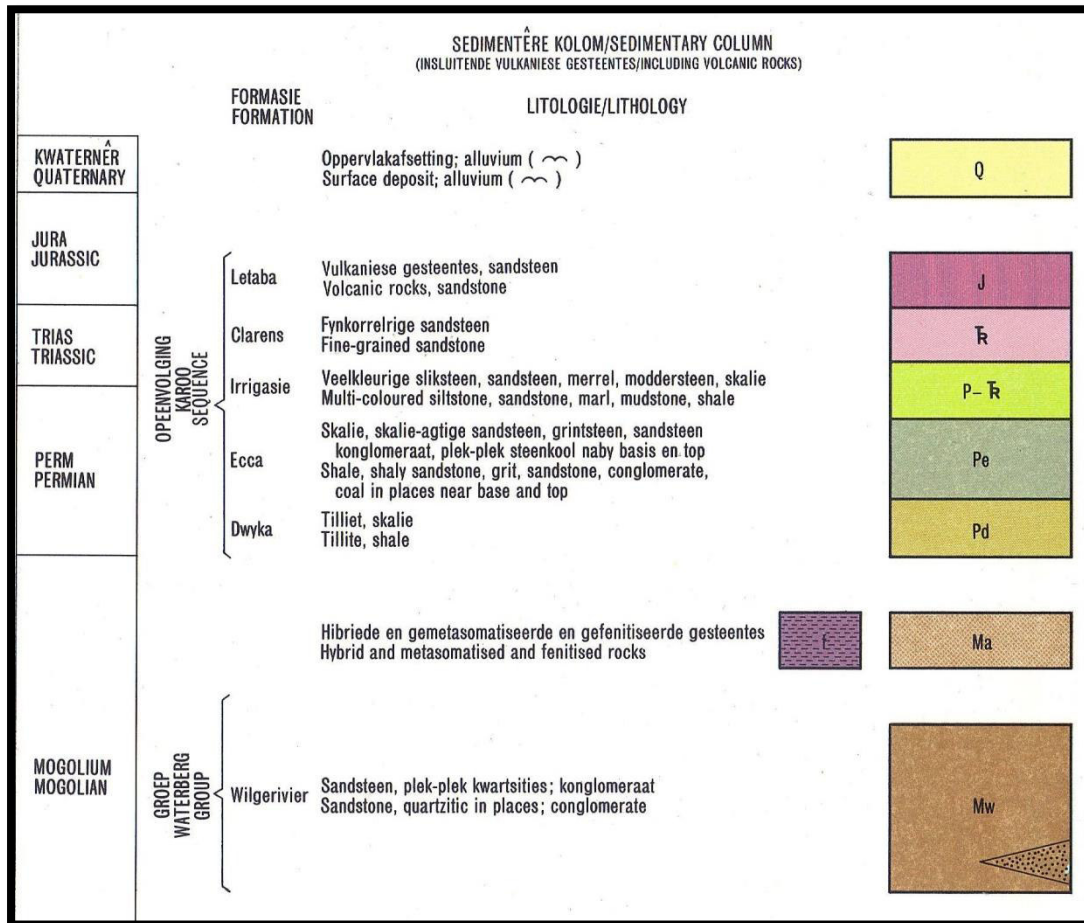 SEDIMENTÊRE KOLOM/SEDIMENTARY COLUMN
(INSLUITENDE VULKANIESE GESTEENTES/INCLUDING VOLCANIC ROCKS)
FORMASIE
FORMATION
LITOLOGIE/LITHOLOGY
KWATERNÊR
QUATERNARY
Oppervlakafsetting; alluvium ( )
Surface deposit; alluvium ( )
Q
JURA
JURASSIC
OPEENVOLGING
KAROO
SEQUENCE
Letaba
Vulkaniese gesteentes, sandsteen
Volcanic rocks, sandstone
J
TRIAS
TRIASSIC
Clarens
Fynkorrelrige sandsteen
Fine-grained sandstone
TR
Irrigasie
Veelkleurige sliksteen, sandsteen, merrel, moddersteen, skalie
Multi-coloured siltstone, sandstone, marl, mudstone, shale
P– TR
PERM
PERMIAN
Ecca
Skalie, skalie-agtige sandsteen, grintsteen, sandsteen
konglomeraat, plek-plek steenkool naby basis en top
Shale, shaly sandstone, grit, sandstone, conglomerate,
coal in places near base and top
Pe
Dwyka
Tilliet, skalie
Tillite, shale
Pd
Hibriede en gemetasomatiseerde en gefenitiseerde gesteentes
Hybrid and metasomatised and fenitised rocks
f
Ma
MOGOLIUM
MOGOLIAN
GROEP
WATERBERG
GROUP
Wilgerivier
Sandsteen, plek-plek kwartsities; konglomeraat
Sandstone, quartzitic in places; conglomerate
Mw